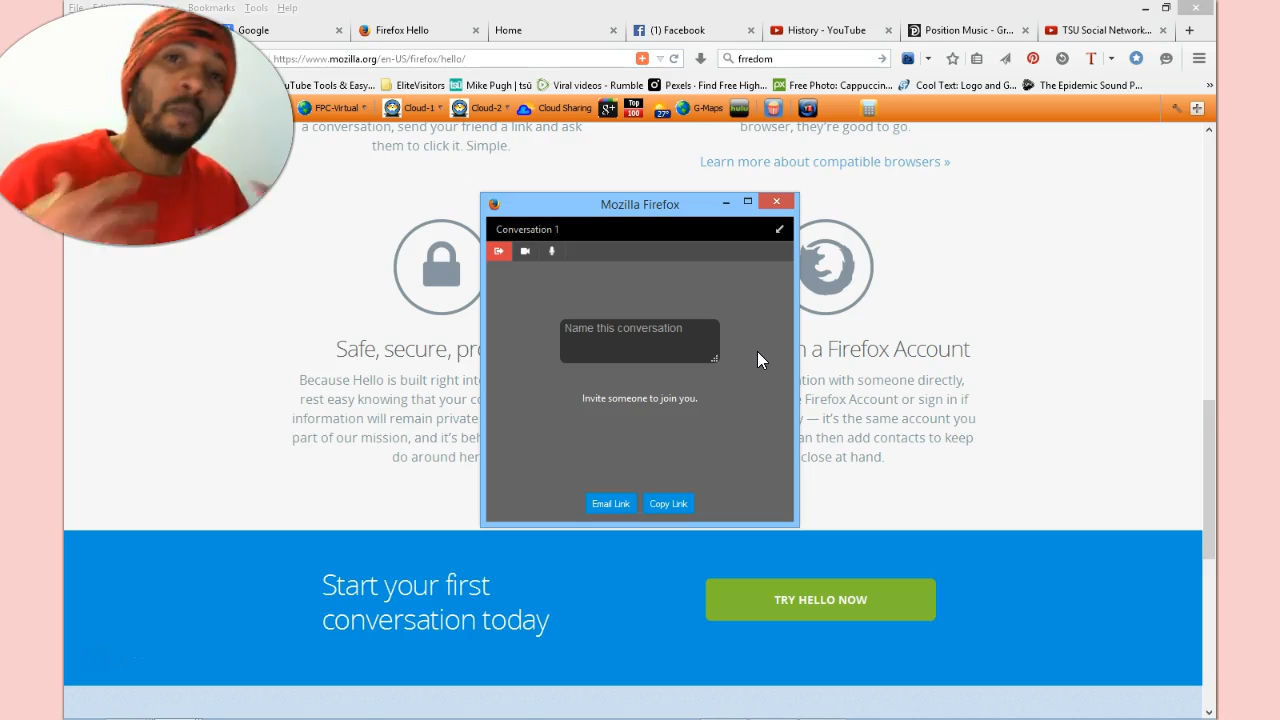 File
Bookmarks Tools Help
Google
Firefox Hello
Home
(1) Facebook
History - YouTube
Position Music - Gr...
TSU Social Network...
https://www.mozilla.org/en-US/firefox/hello/
frredom
YouTube Tools & Easy...
EliteVisitors
Mike Pugh | tsū
Viral videos - Rumble
Pexels - Find Free High...
Free Photo: Cappuccin...
Cool Text: Logo and G...
The Epidemic Sound P...
FPC-Virtual
Cloud-1
Cloud-2
Cloud Sharing
Top 100
27°
G-Maps
hulu
a conversation, send your friend a link and ask
them to click it. Simple.
browser, they're good to go.
Learn more about compatible browsers »
Mozilla Firefox
Conversation 1
Name this conversation
Invite someone to join you.
Email Link
Copy Link
Safe, secure, pr
Because Hello is built right int
rest easy knowing that your co
information will remain private
part of our mission, and it's beh
do around her
n a Firefox Account
tion with someone directly,
e Firefox Account or sign in if
y — it's the same account you
an then add contacts to keep
close at hand.
Start your first
conversation today
TRY HELLO NOW